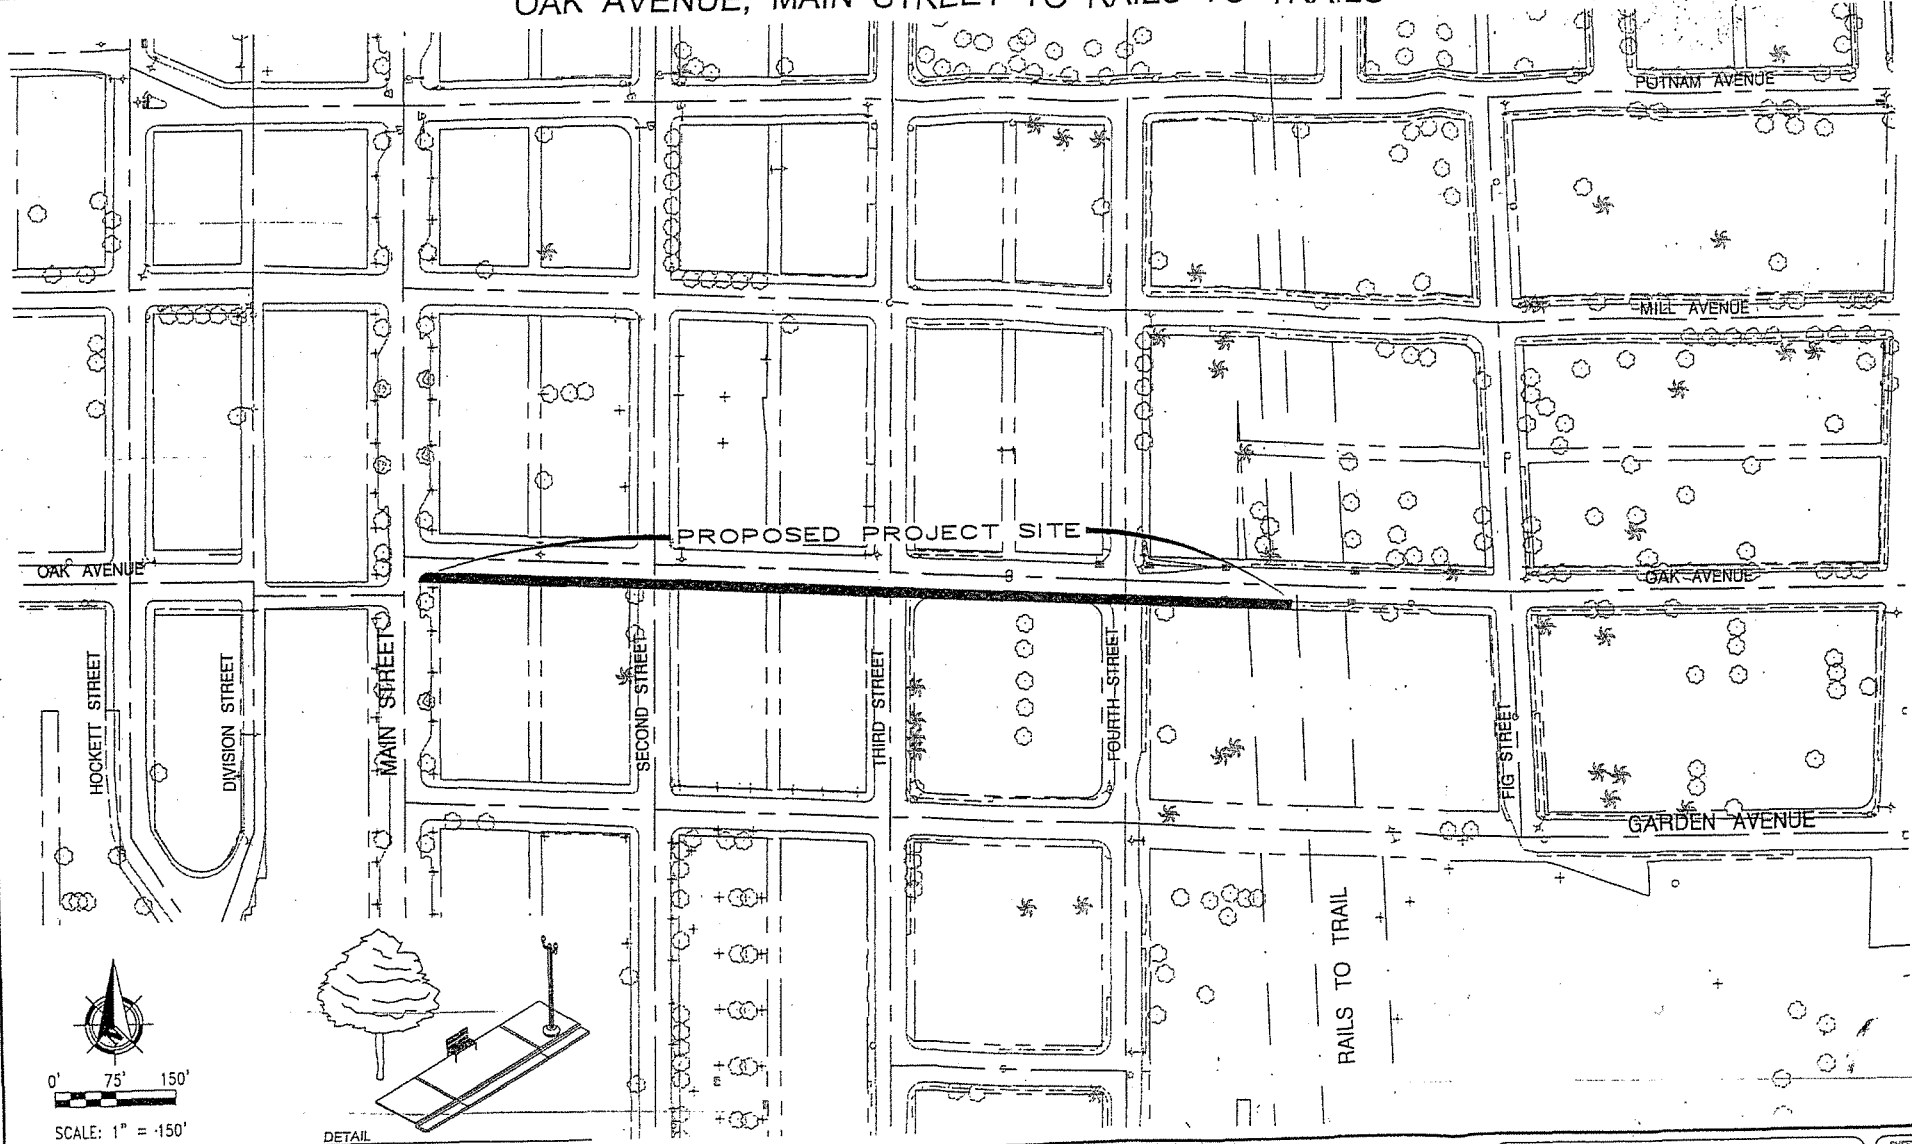 OAK AVENUE, MAIN STREET TO RAILS TO TRAILS
PUTNAM AVENUE
MILL AVENUE
PROPOSED PROJECT SITE
OAK AVENUE
OAK AVENUE
HOCKETT STREET
DIVISION STREET
MAIN STREET
SECOND STREET
THIRD STREET
FOURTH STREET
FIG STREET
GARDEN AVENUE
RAILS TO TRAIL
0' 75' 150'
SCALE: 1" = 150'
DETAIL